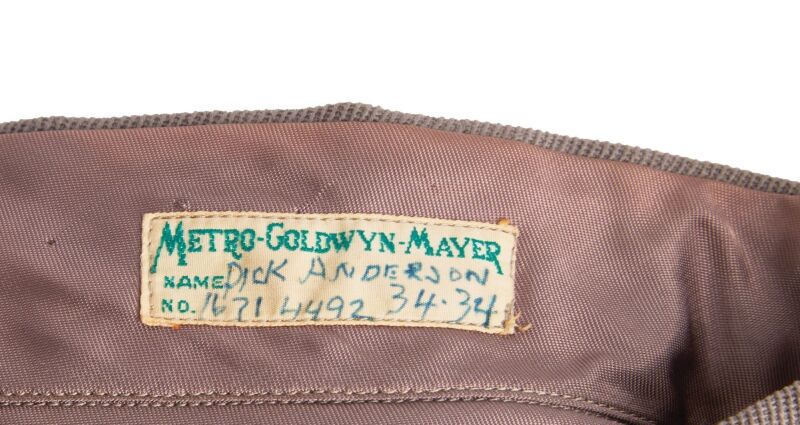 METRO-GOLDWYN-MAYER
NAME DICK ANDERSON
NO. 1671 4492 34·34